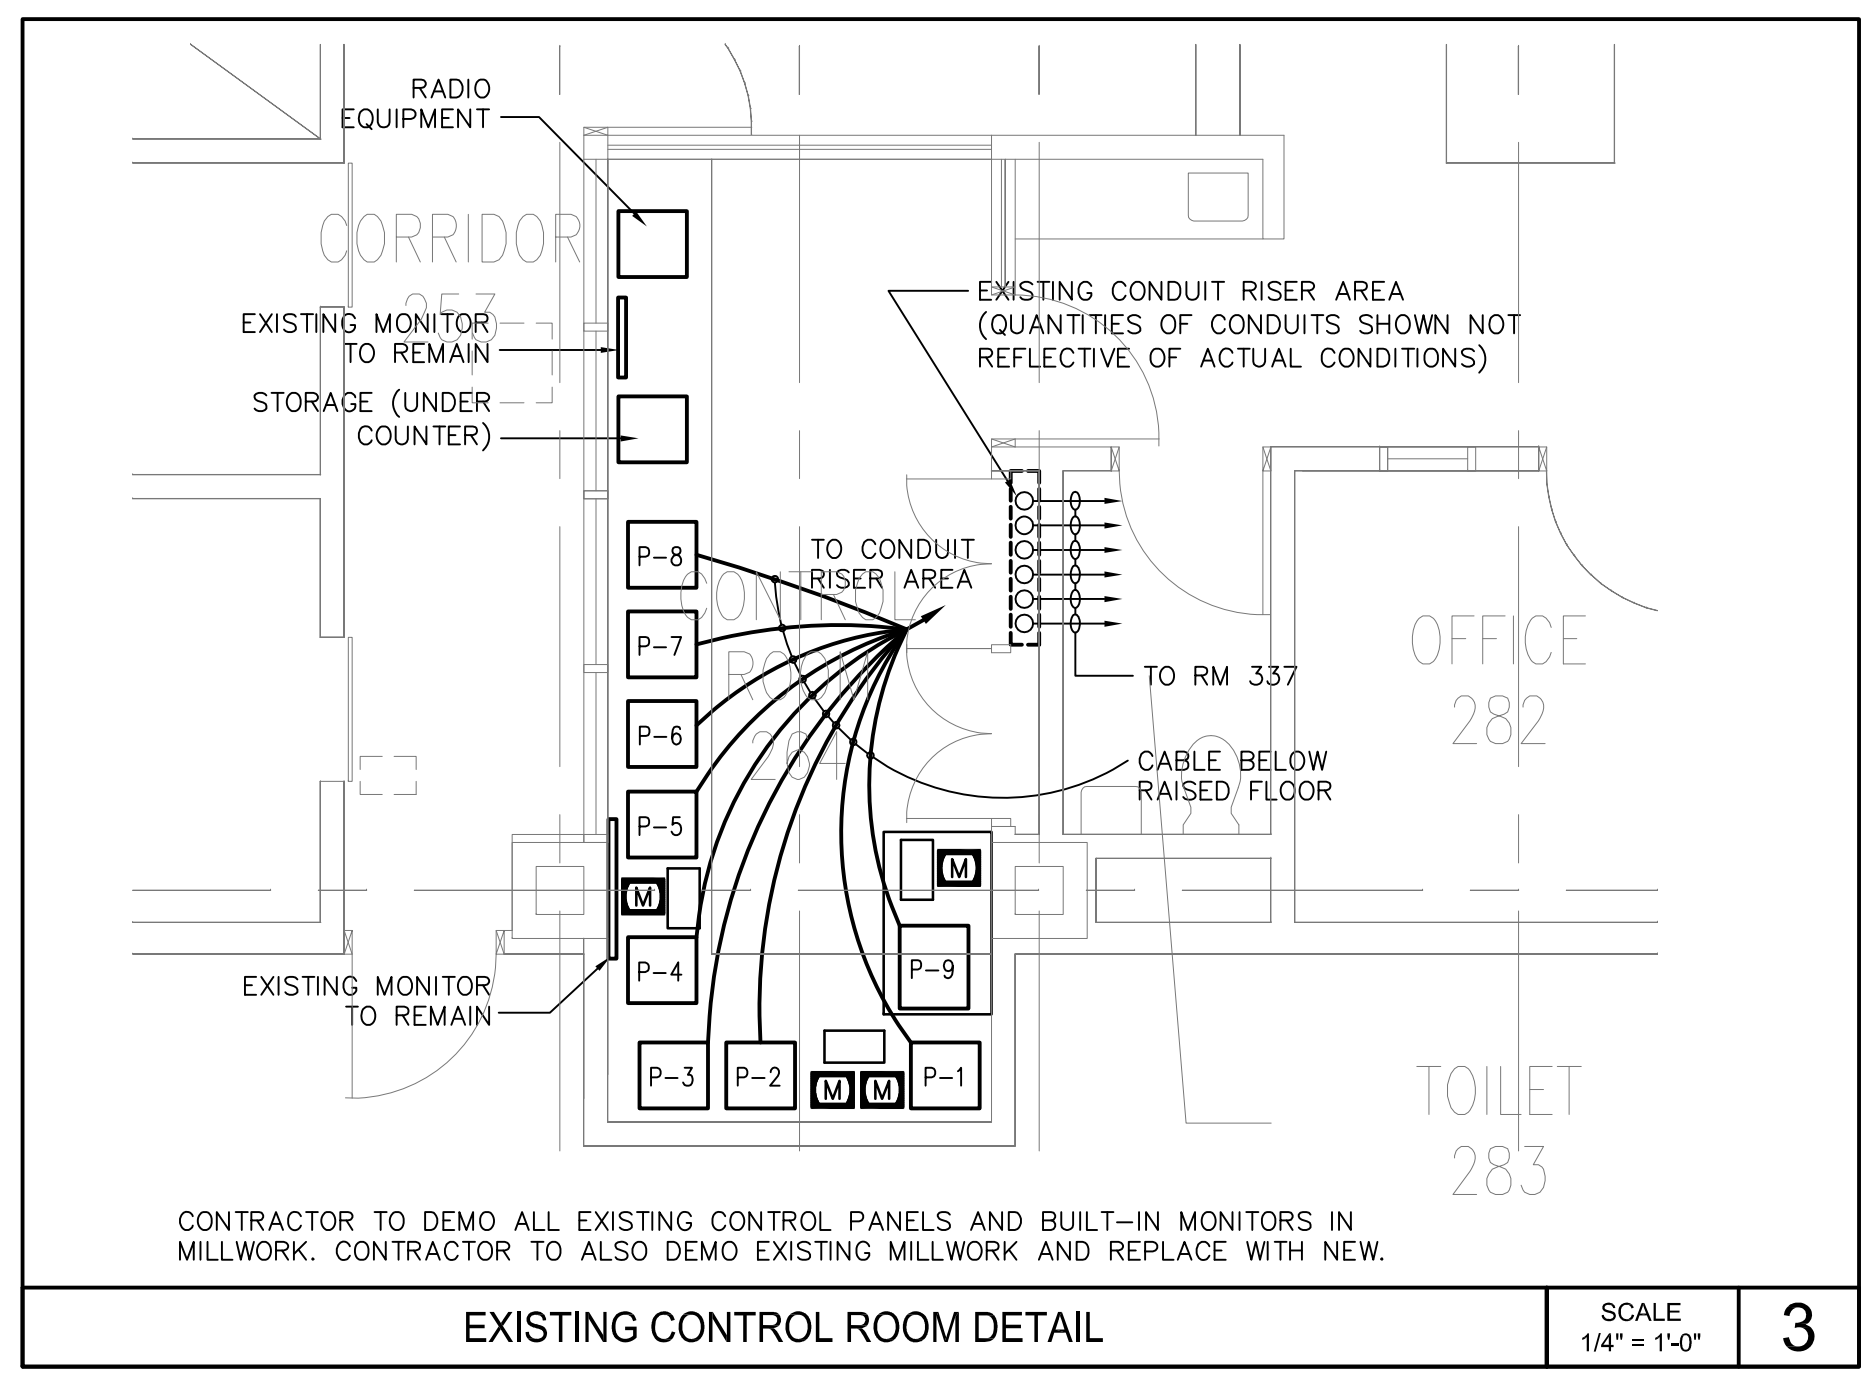 RADIO
EQUIPMENT
CORRIDOR
253
EXISTING MONITOR
TO REMAIN
STORAGE (UNDER
COUNTER)
EXISTING CONDUIT RISER AREA
(QUANTITIES OF CONDUITS SHOWN NOT
REFLECTIVE OF ACTUAL CONDITIONS)
P-8
TO CONDUIT
RISER AREA
CONTROL
ROOM
264
P-7
P-6
P-5
TO RM 337
OFFICE
282
CABLE BELOW
RAISED FLOOR
M
M
P-4
P-9
EXISTING MONITOR
TO REMAIN
P-3
P-2
M
M
P-1
TOILET
283
CONTRACTOR TO DEMO ALL EXISTING CONTROL PANELS AND BUILT-IN MONITORS IN
MILLWORK. CONTRACTOR TO ALSO DEMO EXISTING MILLWORK AND REPLACE WITH NEW.
EXISTING CONTROL ROOM DETAIL
SCALE
1/4" = 1'-0"
3